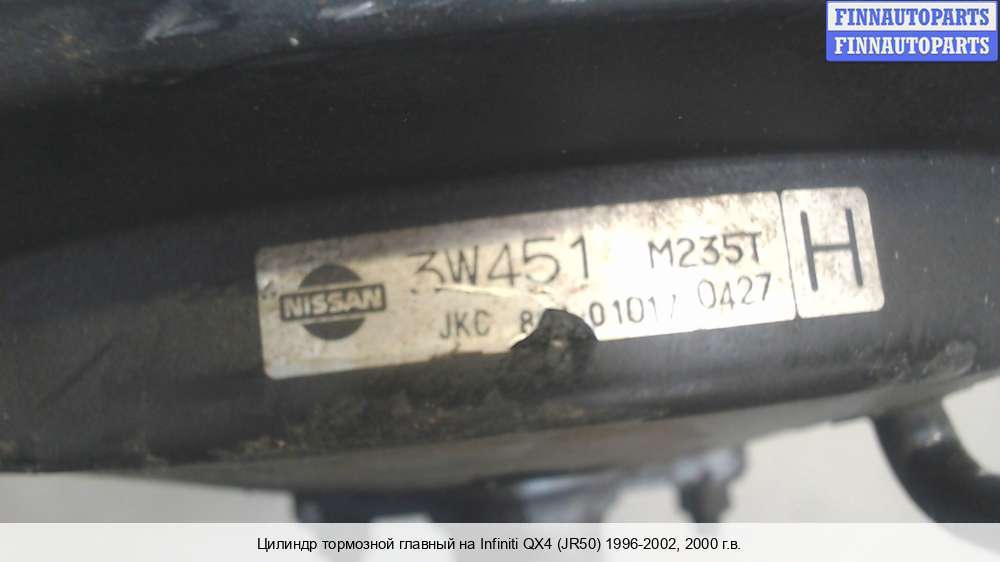 FINNAUTOPARTS
FINNAUTOPARTS
3W451 M235T H
NISSAN
JKC 0427
Цилиндр тормозной главный на Infiniti QX4 (JR50) 1996-2002, 2000 г.в.